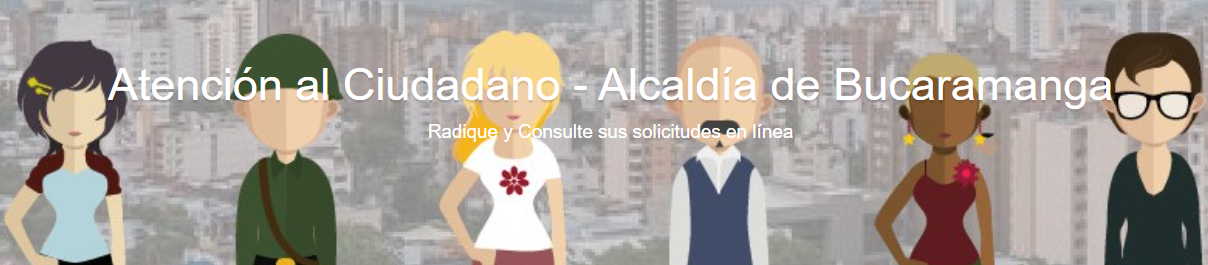 Atención al Ciudadano - Alcaldía de Bucaramanga
Radique y Consulte sus solicitudes en línea